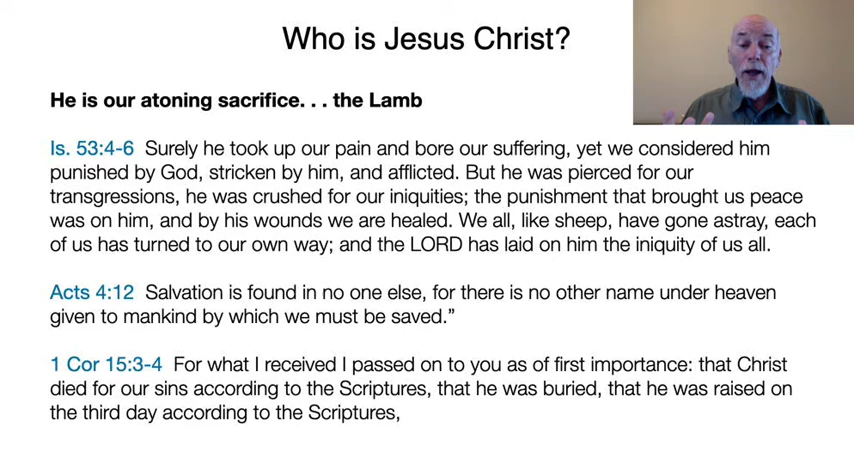 Who is Jesus Christ?
He is our atoning sacrifice. . . the Lamb
Is. 53:4-6 Surely he took up our pain and bore our suffering, yet we considered him
punished by God, stricken by him, and afflicted. But he was pierced for our
transgressions, he was crushed for our iniquities; the punishment that brought us peace
was on him, and by his wounds we are healed. We all, like sheep, have gone astray, each
of us has turned to our own way; and the LORD has laid on him the iniquity of us all.
Acts 4:12 Salvation is found in no one else, for there is no other name under heaven
given to mankind by which we must be saved.”
1 Cor 15:3-4 For what I received I passed on to you as of first importance: that Christ
died for our sins according to the Scriptures, that he was buried, that he was raised on
the third day according to the Scriptures,